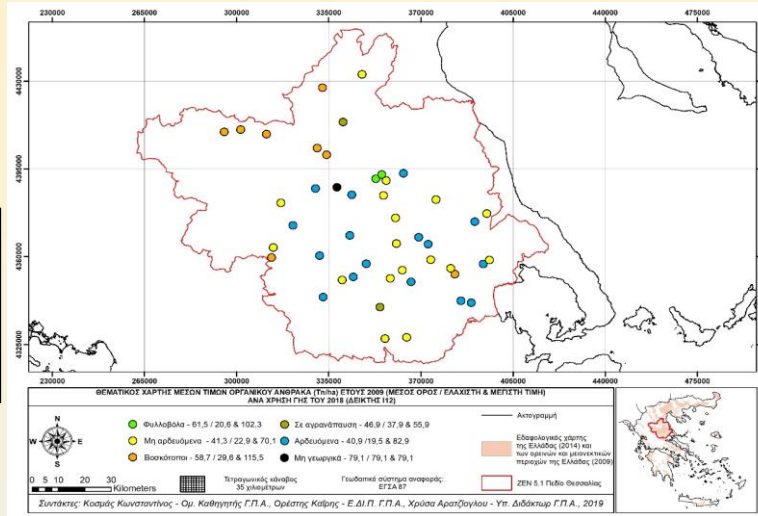 230000 265000 300000 335000 370000 405000 440000 475000
4430000
4395000
4360000
4325000
230000 265000 300000 335000 370000 405000 440000 475000
ΘΕΜΑΤΙΚΟΣ ΧΑΡΤΗΣ ΜΕΣΩΝ ΤΙΜΩΝ ΟΡΓΑΝΙΚΟΥ ΑΝΘΡΑΚΑ (Tn/ha) ΕΤΟΥΣ 2009 (ΜΕΣΟΣ ΟΡΟΣ / ΕΛΑΧΙΣΤΗ & ΜΕΓΙΣΤΗ ΤΙΜΗ)
ΑΝΑ ΧΡΗΣΗ ΓΗΣ ΤΟΥ 2018 (ΔΕΙΚΤΗΣ Ι12)
N
W E
S
0 5 10 20 30 Kilometers
Φυλλοβόλα - 61,5 / 20,6 & 102,3
Μη αρδευόμενα - 41,3 / 22,9 & 70,1
Βοσκότοποι - 58,7 / 29,6 & 115,5
Σε αγρανάπαυση - 46,9 / 37,9 & 55,9
Αρδευόμενα - 40,9 /19,5 & 82,9
Μη γεωργικά - 79,1 / 79,1 & 79,1
Τετραγωνικός κάναβος
35 χιλιομέτρων
Γεωδαιτικό σύστημα αναφοράς:
ΕΓΣΑ 87
Ακτογραμμή
Εδαφολογικός χάρτης
της Ελλάδας (2014) και
των ορεινών και μειονεκτικών
περιοχής της Ελλάδας (2009)
ΖΕΝ 5.1 Πεδίο Θεσσαλίας
Συντάκτες: Κοσμάς Κωνσταντίνος - Ομ. Καθηγητής Γ.Π.Α., Ορέστης Καΐρης - Ε.ΔΙ.Π. Γ.Π.Α., Χρύσα Αρατζίογλου - Υπ. Διδάκτωρ Γ.Π.Α., 2019